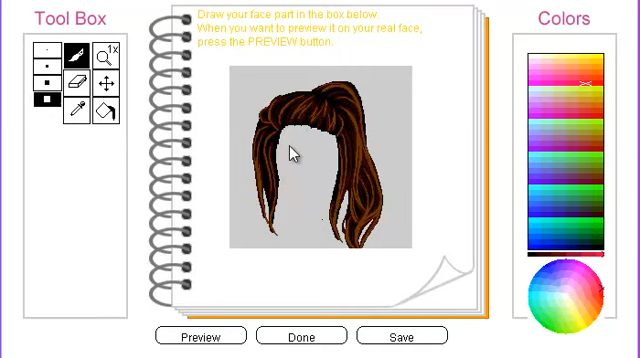 Tool Box
Draw your face part in the box below.
When you want to preview it on your real face,
press the PREVIEW button.
Colors
1x
Preview
Done
Save